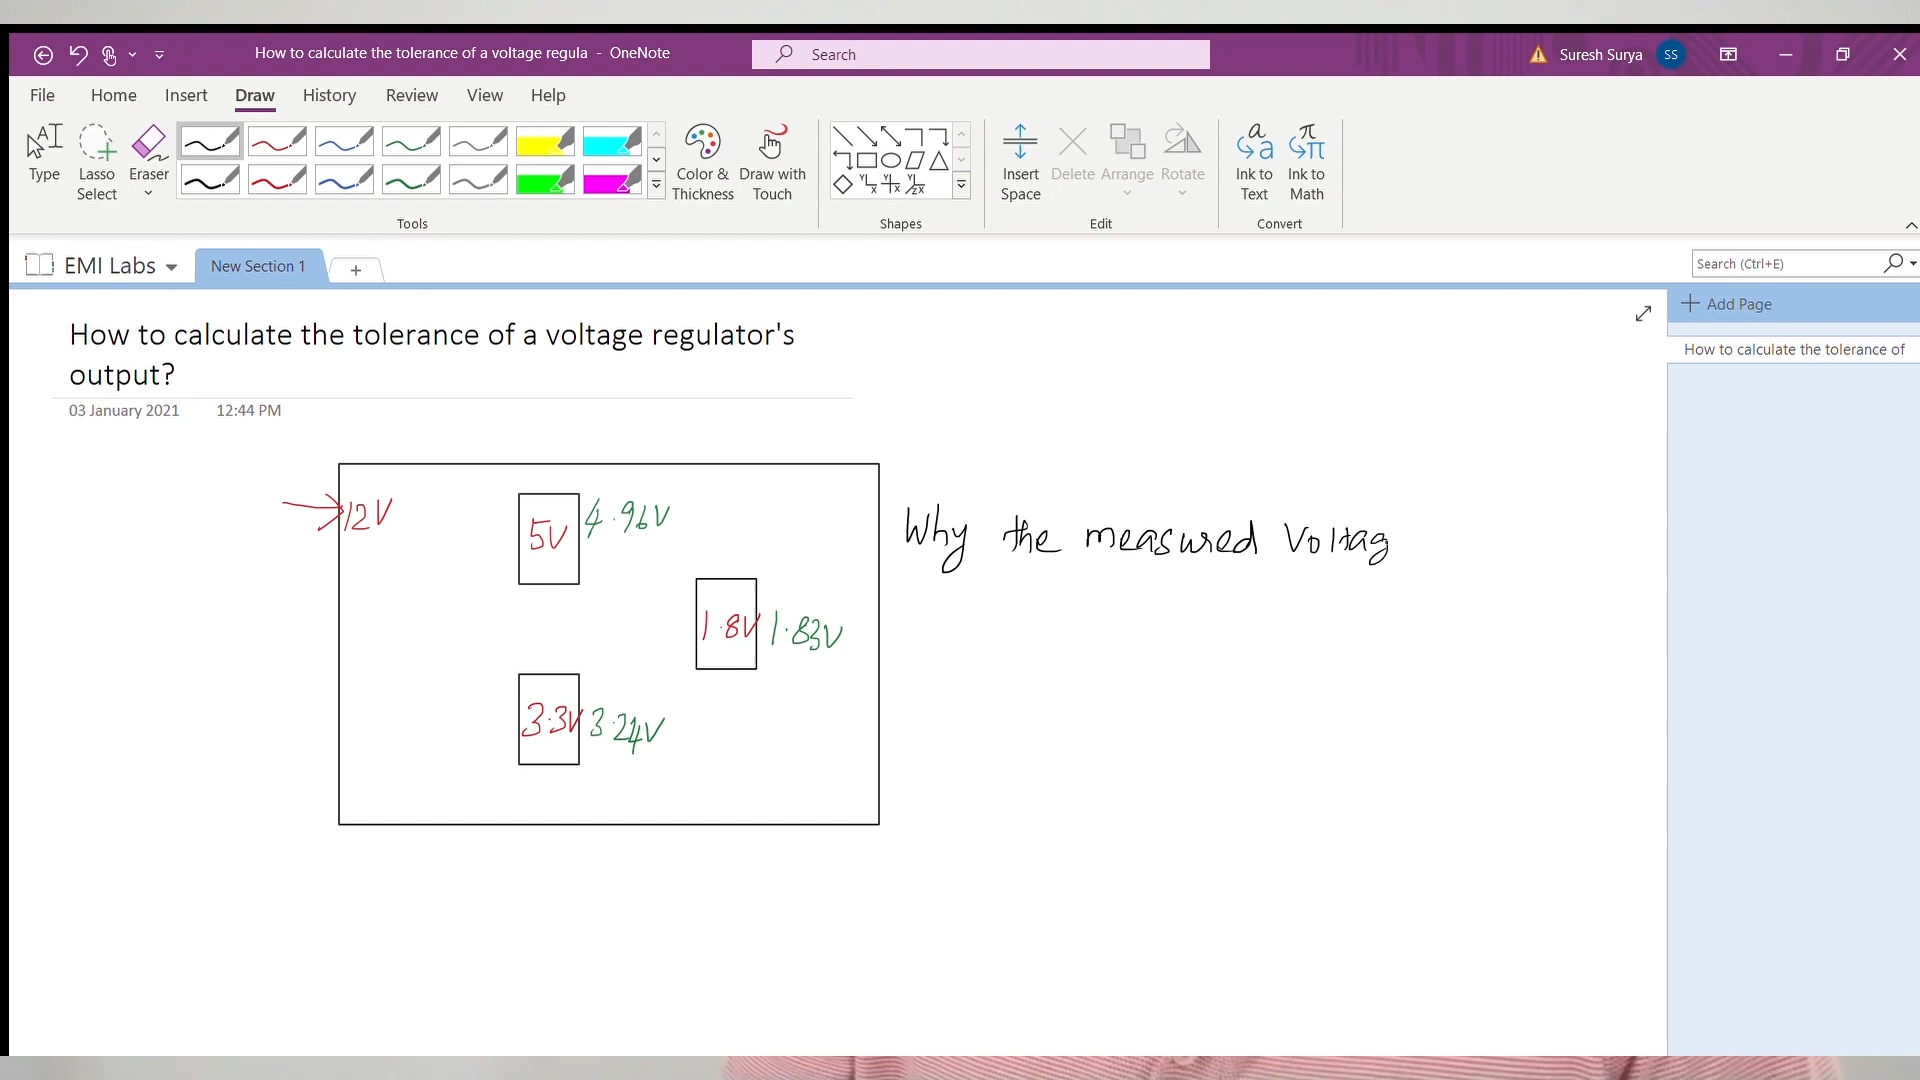 How to calculate the tolerance of a voltage regula - OneNote
Search
Suresh Surya
SS
File Home Insert Draw History Review View Help
Type
Lasso Select
Eraser
Color & Thickness
Draw with Touch
Insert Space
Delete
Arrange
Rotate
Ink to Text
Ink to Math
Tools
Shapes
Edit
Convert
EMI Labs
New Section 1
+
Search (Ctrl+E)
Add Page
How to calculate the tolerance of
How to calculate the tolerance of a voltage regulator's
output?
03 January 2021 12:44 PM
12V
5V 4.96V
1.8V 1.83V
3.3V 3.24V
Why the measured Voltag